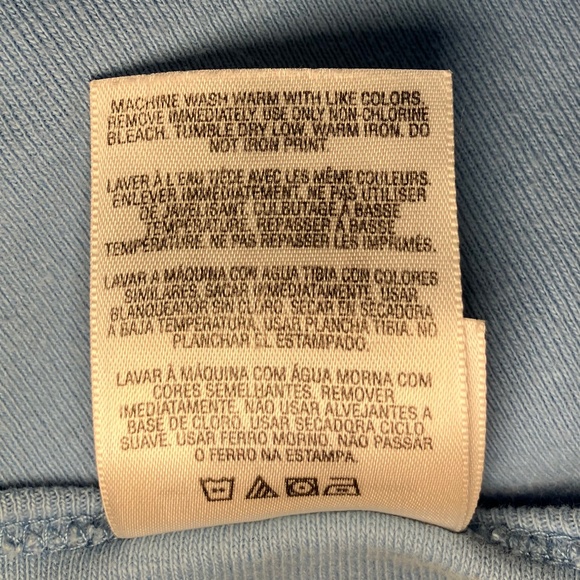 MACHINE WASH WARM WITH LIKE COLORS.
REMOVE IMMEDIATELY. USE ONLY NON-CHLORINE
BLEACH. TUMBLE DRY LOW. WARM IRON. DO
NOT IRON PRINT.
LAVER À L'EAU TIÈDE AVEC LES MÊME COULEURS.
ENLEVER IMMÉDIATEMENT. NE PAS UTILISER
DE JAVELISANT. CULBUTAGE À BASSE
TEMPÉRATURE. REPASSER À BASSE
TEMPÉRATURE. NE PAS REPASSER LES IMPRIMÉS.
LAVAR A MÁQUINA CON AGUA TIBIA CON COLORES
SIMILARES. SACAR IMMEDIATAMENTE. USAR
BLANQUEADOR SIN CLORO. SECAR EN SECADORA
A BAJA TEMPERATURA. USAR PLANCHA TIBIA. NO
PLANCHAR EL ESTAMPADO.
LAVAR À MÁQUINA COM ÁGUA MORNA COM
CORES SEMELHANTES. REMOVER
IMEDIATAMENTE. NÃO USAR ALVEJANTES A
BASE DE CLORO. USAR SECADORA CICLO
SUAVE. USAR FERRO MORNO. NÃO PASSAR
O FERRO NA ESTAMPA.